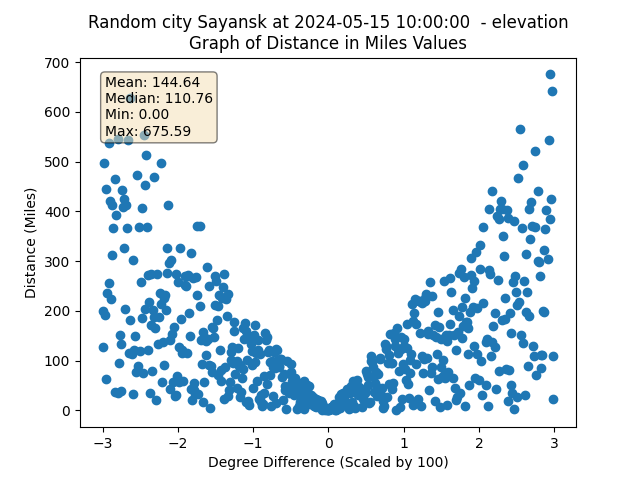 Random city Sayansk at 2024-05-15 10:00:00  - elevation
Graph of Distance in Miles Values
700
600
500
400
300
200
100
0
Distance (Miles)
Mean: 144.64
Median: 110.76
Min: 0.00
Max: 675.59
−3
−2
−1
0
1
2
3
Degree Difference (Scaled by 100)